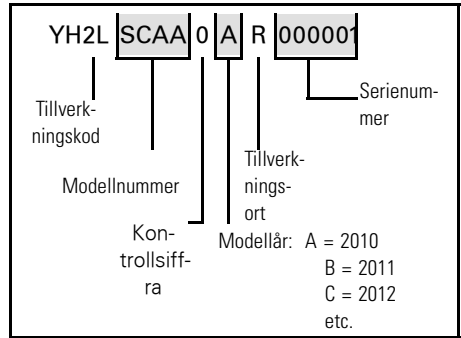 YH2L SCAA 0 A R 000001
Serienum-
mer
Tillverk-
ningskod
Tillverk-
nings-
ort
Modellnummer
Kon-
trollsiff-
ra
Modellår: A = 2010
B = 2011
C = 2012
etc.